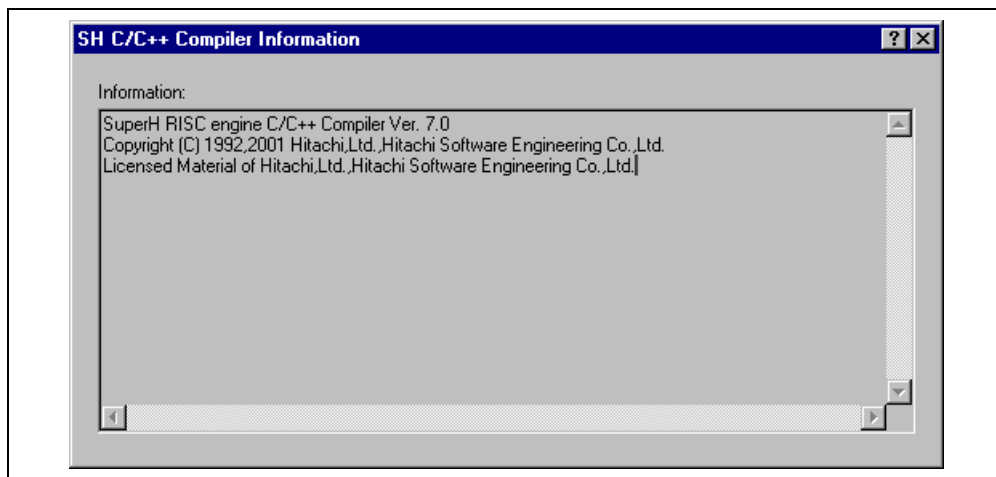 SH C/C++ Compiler Information
Information:
SuperH RISC engine C/C++ Compiler Ver. 7.0
Copyright (C) 1992,2001 Hitachi,Ltd.,Hitachi Software Engineering Co.,Ltd.
Licensed Material of Hitachi,Ltd.,Hitachi Software Engineering Co.,Ltd.